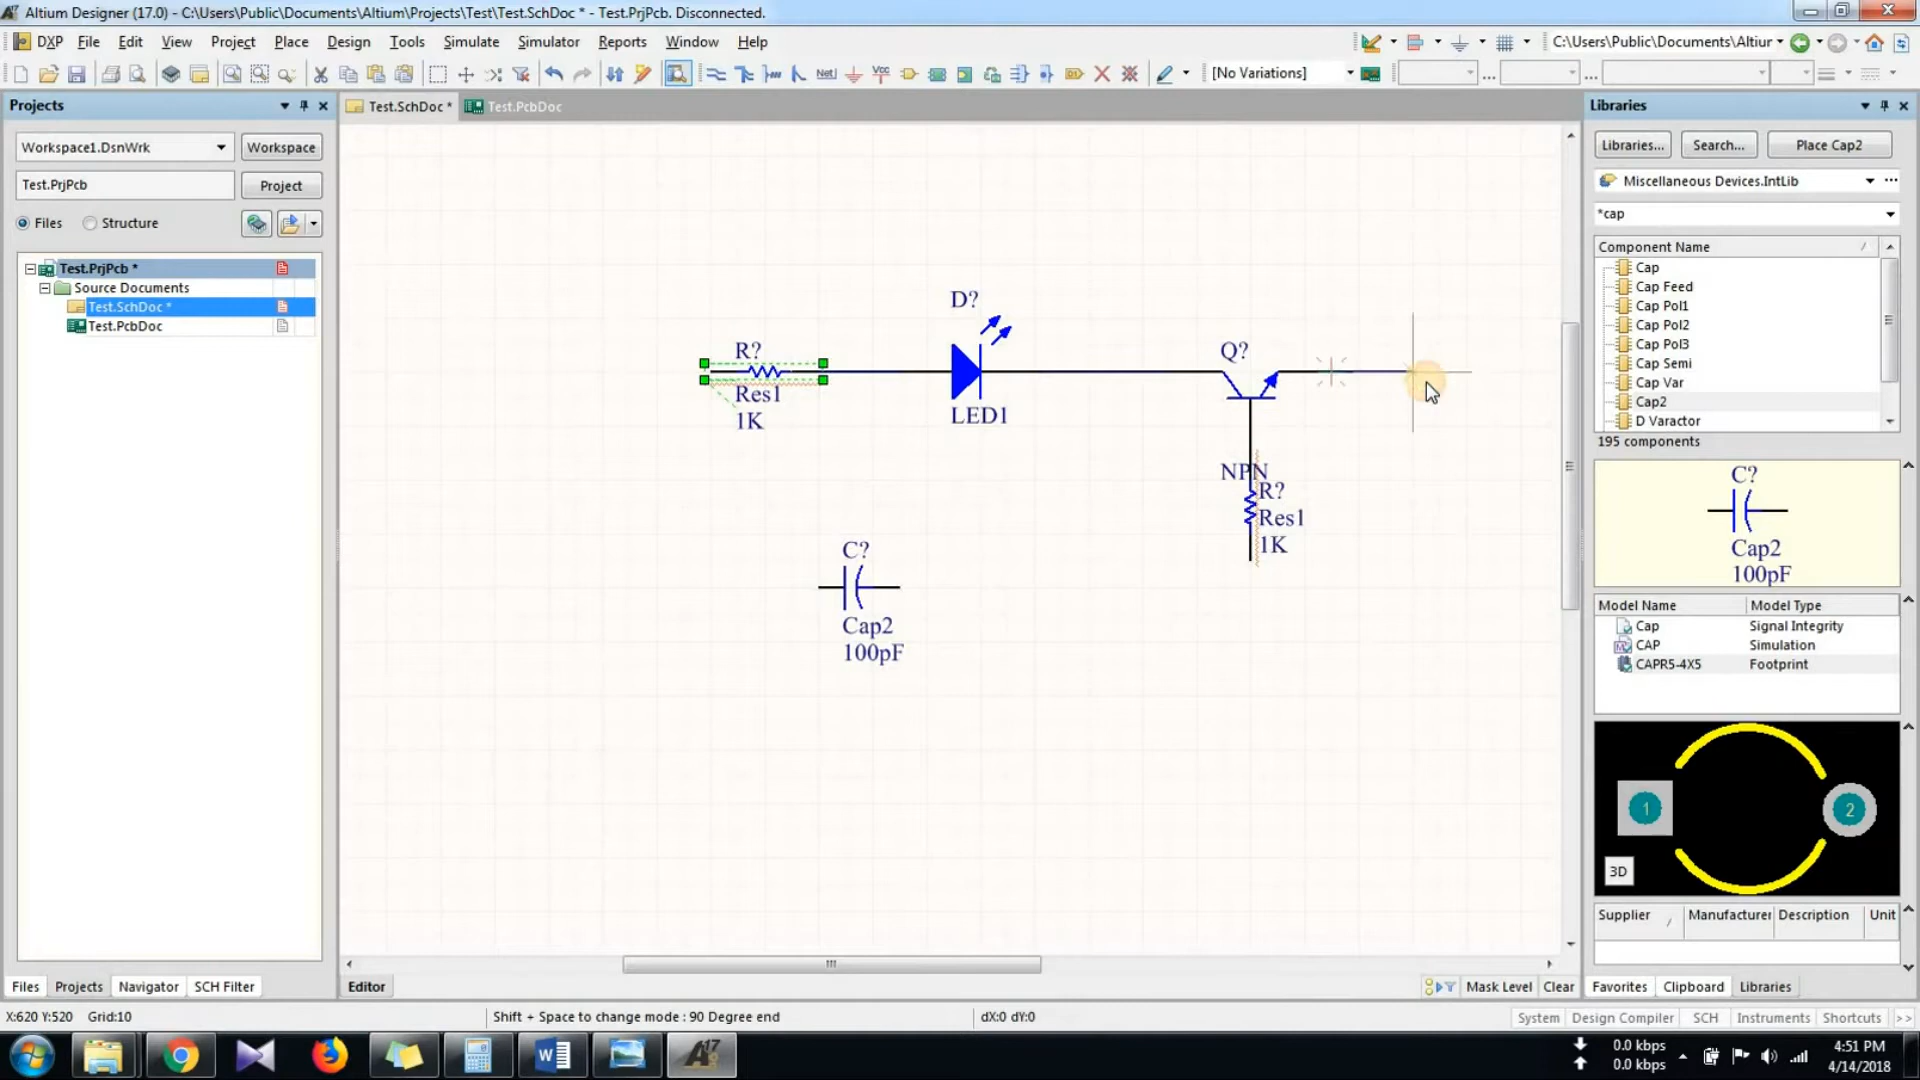 Altium Designer (17.0) - C:\Users\Public\Documents\Altium\Projects\Test\Test.SchDoc * - Test.PrjPcb. Disconnected.
DXP File Edit View Project Place Design Tools Simulate Simulator Reports Window Help
C:\Users\Public\Documents\Altiur
Net VCC [No Variations] ... ...
Projects
Workspace1.DsnWrk Workspace
Test.PrjPcb Project
Files Structure
Test.PrjPcb *
Source Documents
Test.SchDoc *
Test.PcbDoc
Files Projects Navigator SCH Filter
Test.SchDoc * Test.PcbDoc
D?
R?
Res1
1K
LED1
Q?
NPN
R?
Res1
1K
C?
Cap2
100pF
Editor
Mask Level Clear
Libraries
Libraries... Search... Place Cap2
Miscellaneous Devices.IntLib ...
*cap
Component Name
Cap
Cap Feed
Cap Pol1
Cap Pol2
Cap Pol3
Cap Semi
Cap Var
Cap2
D Varactor
195 components
C?
Cap2
100pF
Model Name Model Type
Cap Signal Integrity
CAP Simulation
CAPR5-4X5 Footprint
1 2
3D
Supplier Manufacturer Description Unit
Favorites Clipboard Libraries
X:620 Y:520 Grid:10 Shift + Space to change mode : 90 Degree end dX:0 dY:0
System Design Compiler SCH Instruments Shortcuts >>
0.0 kbps
0.0 kbps
4:51 PM
4/14/2018